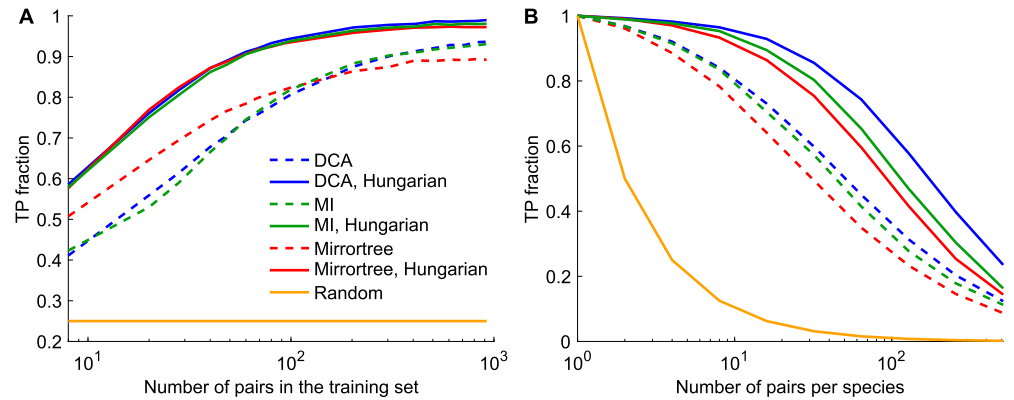 A
TP fraction
1
0.9
0.8
0.7
0.6
0.5
0.4
0.3
0.2
10^1
10^2
10^3
Number of pairs in the training set
DCA
DCA, Hungarian
MI
MI, Hungarian
Mirrortree
Mirrortree, Hungarian
Random
B
TP fraction
1
0.8
0.6
0.4
0.2
0
10^0
10^1
10^2
Number of pairs per species